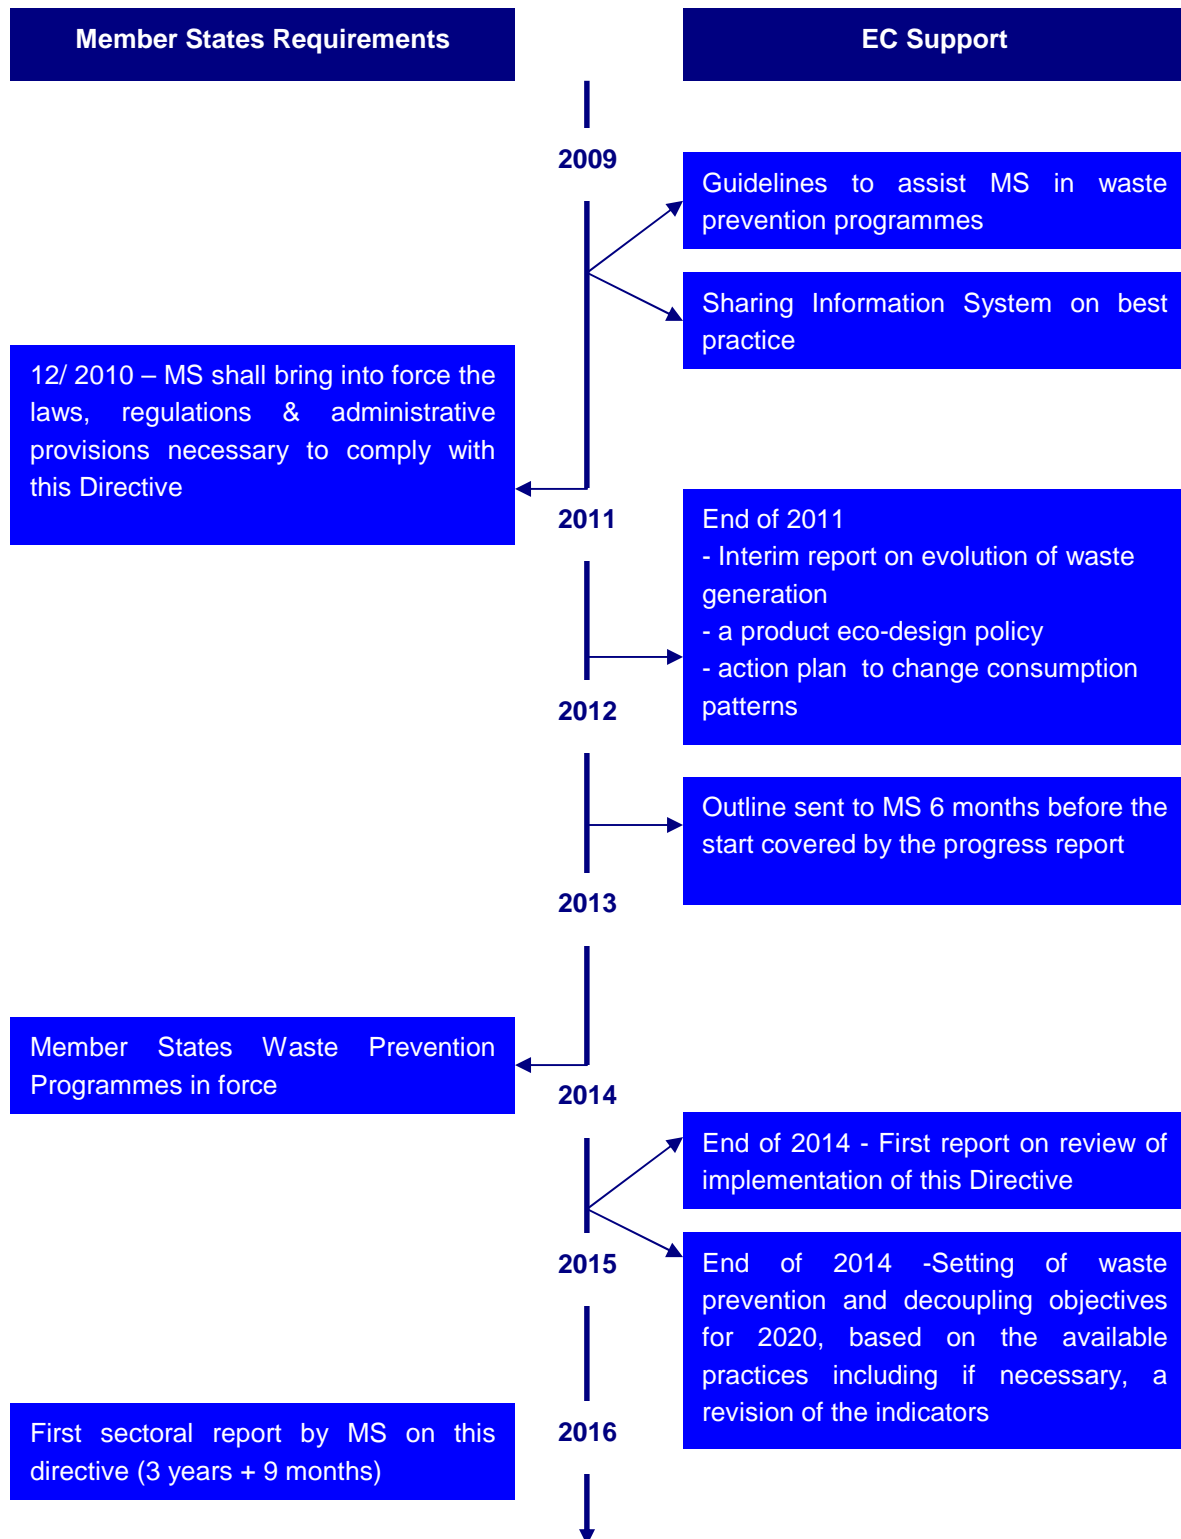 Member States Requirements
EC Support
2009
Guidelines to assist MS in waste
prevention programmes
Sharing Information System on best
practice
12/ 2010 – MS shall bring into force the
laws, regulations & administrative
provisions necessary to comply with
this Directive
2011
End of 2011
- Interim report on evolution of waste
generation
- a product eco-design policy
- action plan  to change consumption
patterns
2012
Outline sent to MS 6 months before the
start covered by the progress report
2013
Member States Waste Prevention
Programmes in force
2014
End of 2014 - First report on review of
implementation of this Directive
2015
End of 2014 -Setting of waste
prevention and decoupling objectives
for 2020, based on the available
practices including if necessary, a
revision of the indicators
First sectoral report by MS on this
directive (3 years + 9 months)
2016